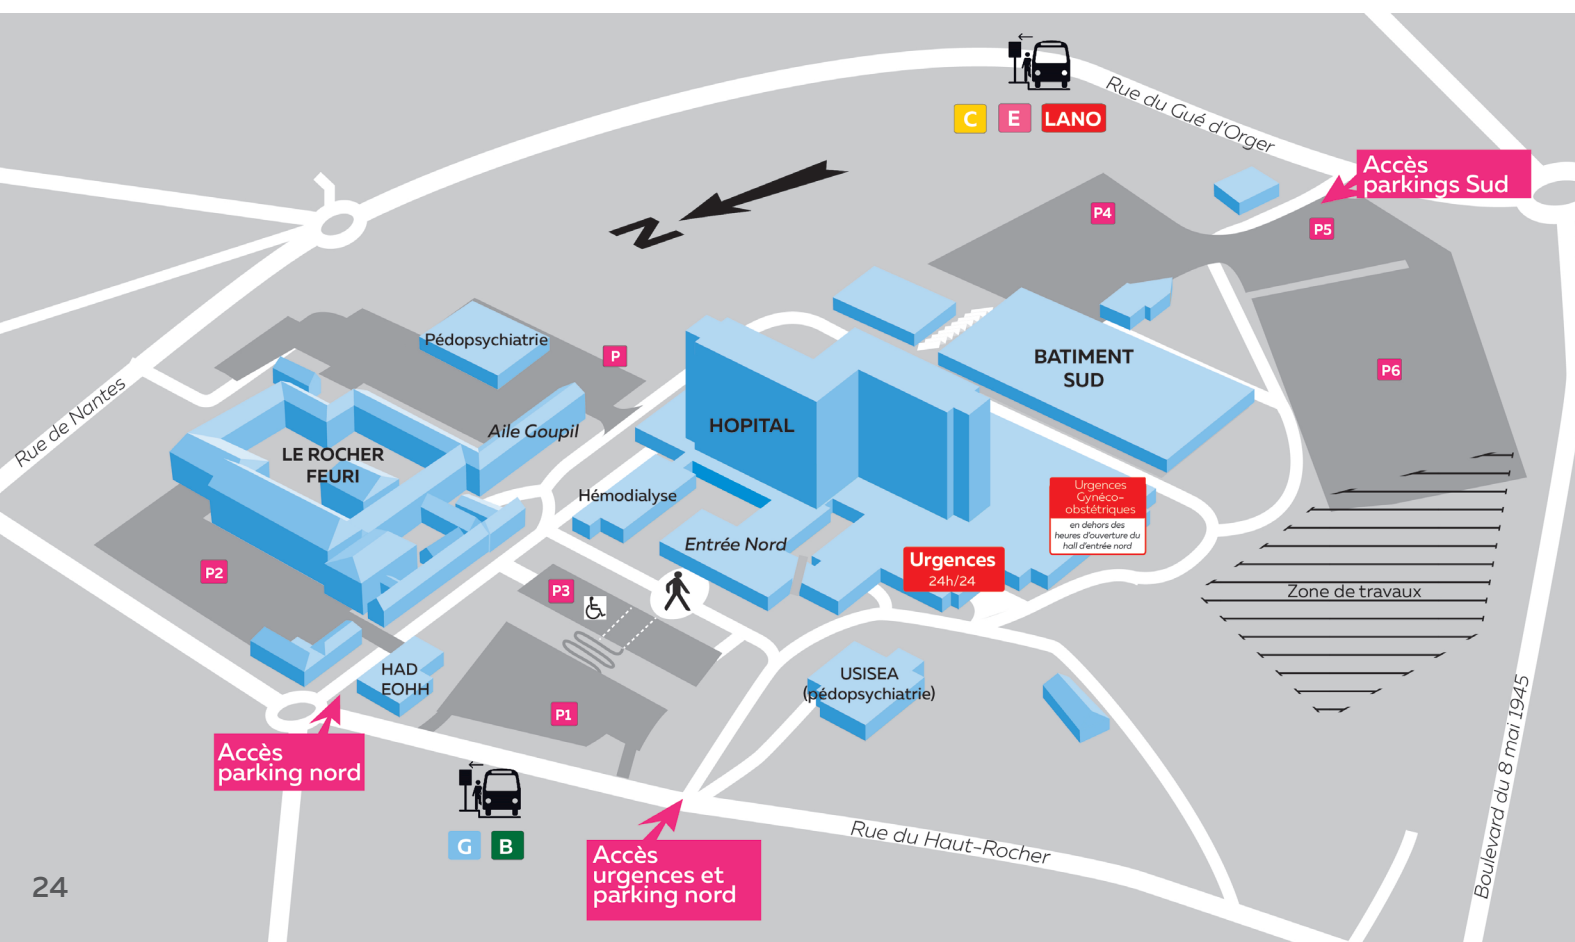 C E LANO
Rue du Gué d'Orger
Accès
parkings Sud
P4
P5
N
Pédopsychiatrie
P
BATIMENT
SUD
P6
Rue de Nantes
HOPITAL
Aile Goupil
LE ROCHER
FEURI
Hémodialyse
Urgences
Gynéco-
obstétriques
en dehors des
heures d'ouverture du
hall d'entrée nord
Entrée Nord
Urgences
24h/24
P2
P3
Zone de travaux
HAD
EOHH
USISEA
(pédopsychiatrie)
P1
Accès
parking nord
Boulevard du 8 mai 1945
G B
Rue du Haut-Rocher
Accès
urgences et
parking nord
24